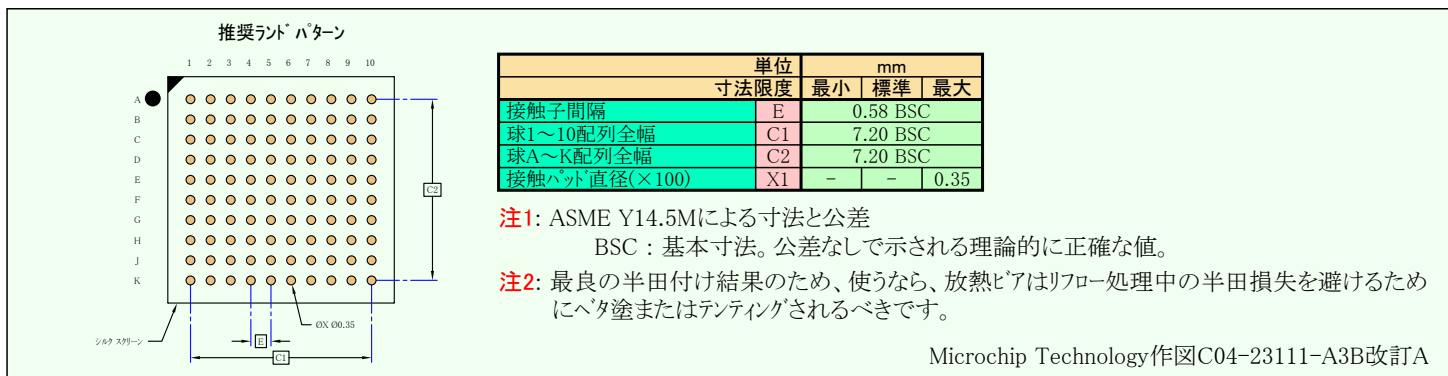 推奨ランド パターン
1 2 3 4 5 6 7 8 9 10
A
B
C
D
E
F
G
H
J
K
C2
シルク スクリーン
ØX Ø0.35
E
C1
単位 mm
寸法限度 最小 標準 最大
接触子間隔 E 0.58 BSC
球1～10配列全幅 C1 7.20 BSC
球A～K配列全幅 C2 7.20 BSC
接触パッド直径(×100) X1 － － 0.35
注1: ASME Y14.5Mによる寸法と公差
BSC : 基本寸法。公差なしで示される理論的に正確な値。
注2: 最良の半田付け結果のため、使うなら、放熱ビアはリフロー処理中の半田損失を避けるため
にベタ塗またはテンティングされるべきです。
Microchip Technology作図C04-23111-A3B改訂A